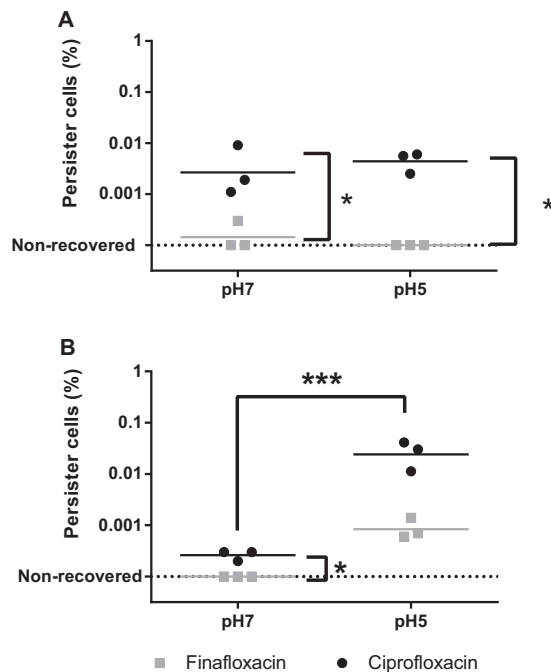 A
Persister cells (%)
1
0.1
0.01
0.001
Non-recovered
*
*
pH7
pH5
B
Persister cells (%)
1
0.1
0.01
0.001
Non-recovered
***
*
pH7
pH5
Finafloxacin
Ciprofloxacin